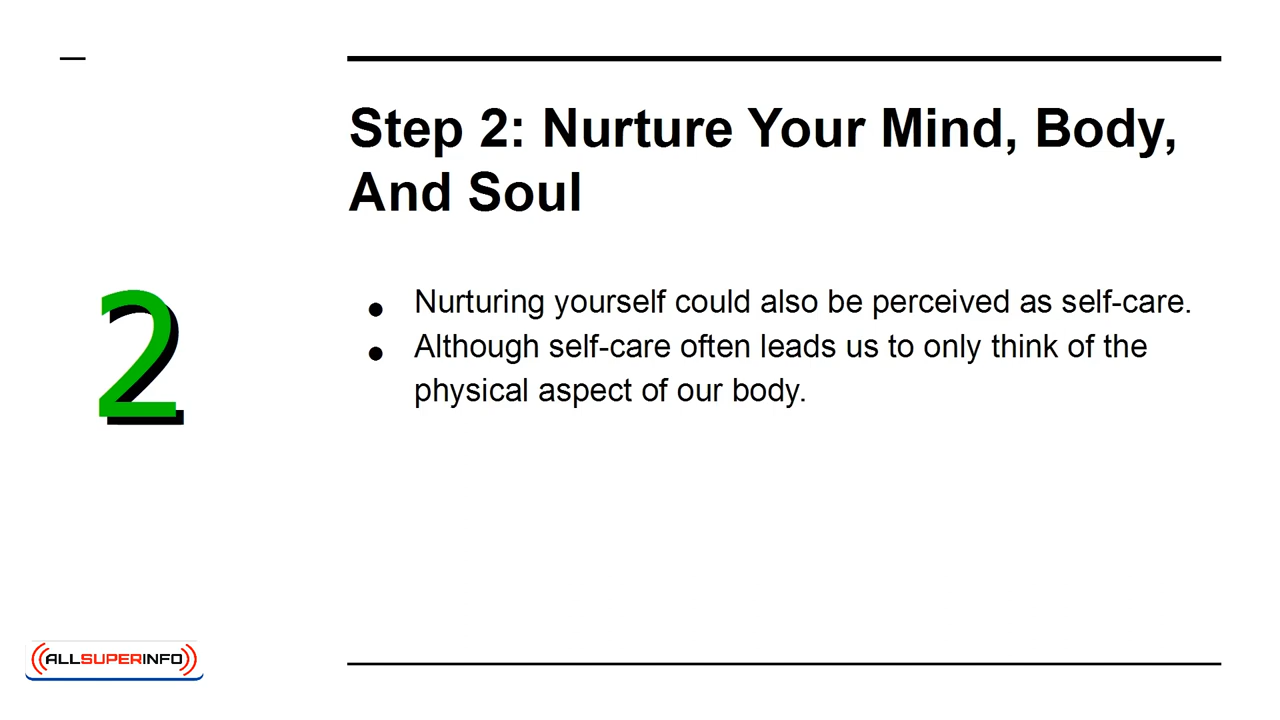 Step 2: Nurture Your Mind, Body,
And Soul
2
● Nurturing yourself could also be perceived as self-care.
● Although self-care often leads us to only think of the
physical aspect of our body.
ALLSUPERINFO